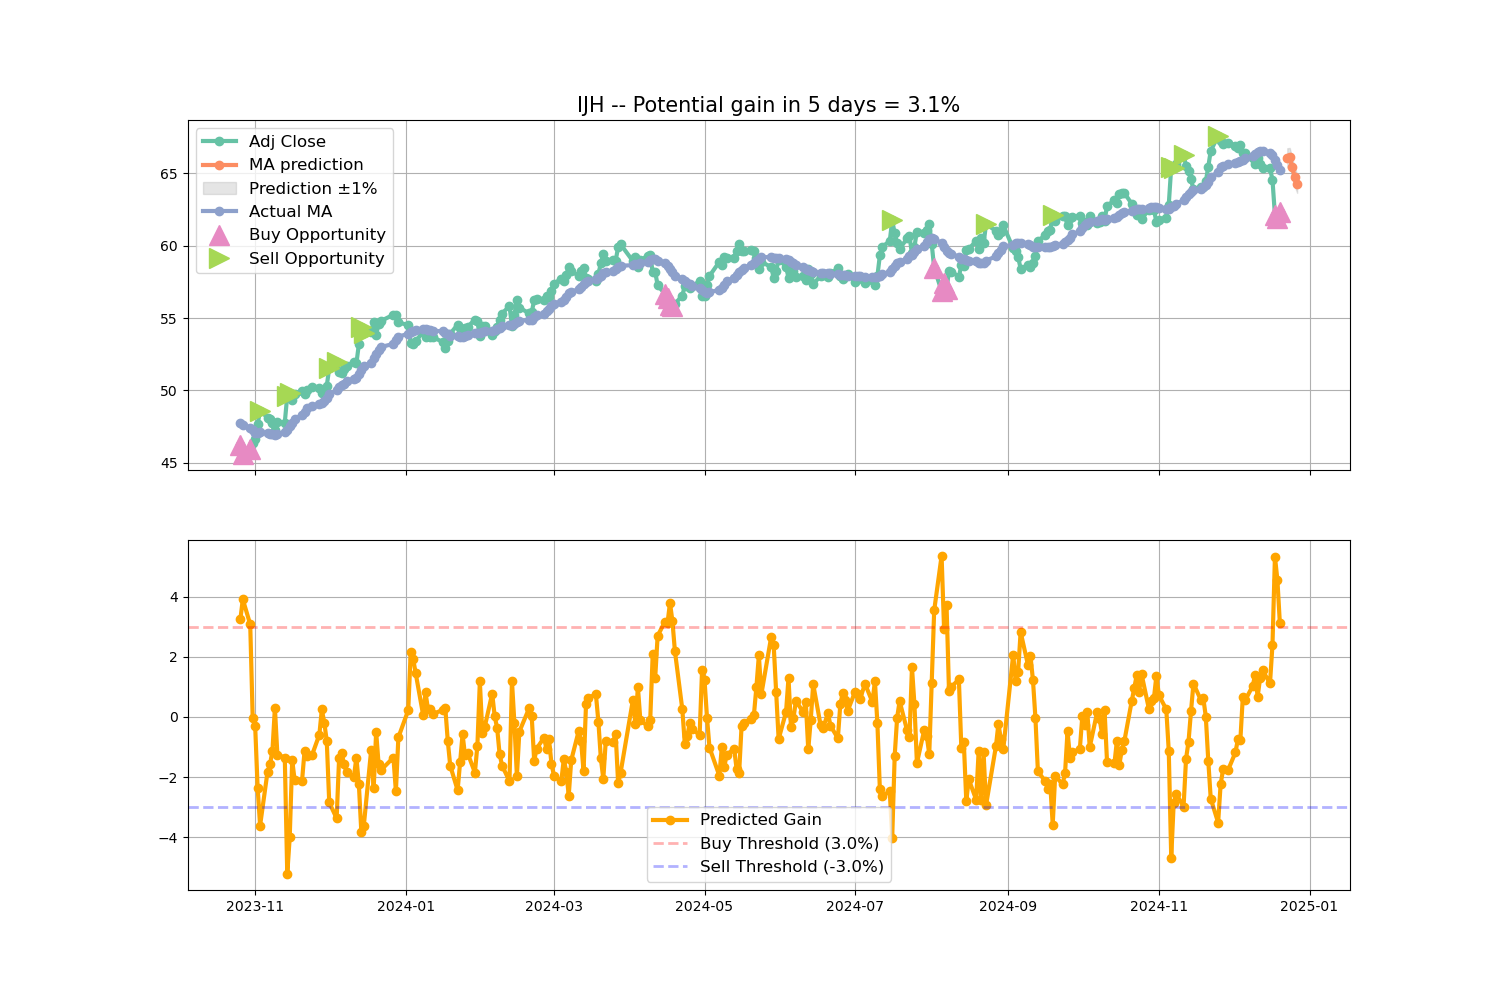 IJH -- Potential gain in 5 days = 3.1%
Adj Close
MA prediction
Prediction ±1%
Actual MA
Buy Opportunity
Sell Opportunity
65
60
55
50
45
4
2
0
−2
−4
Predicted Gain
Buy Threshold (3.0%)
Sell Threshold (-3.0%)
2023-11 2024-01 2024-03 2024-05 2024-07 2024-09 2024-11 2025-01